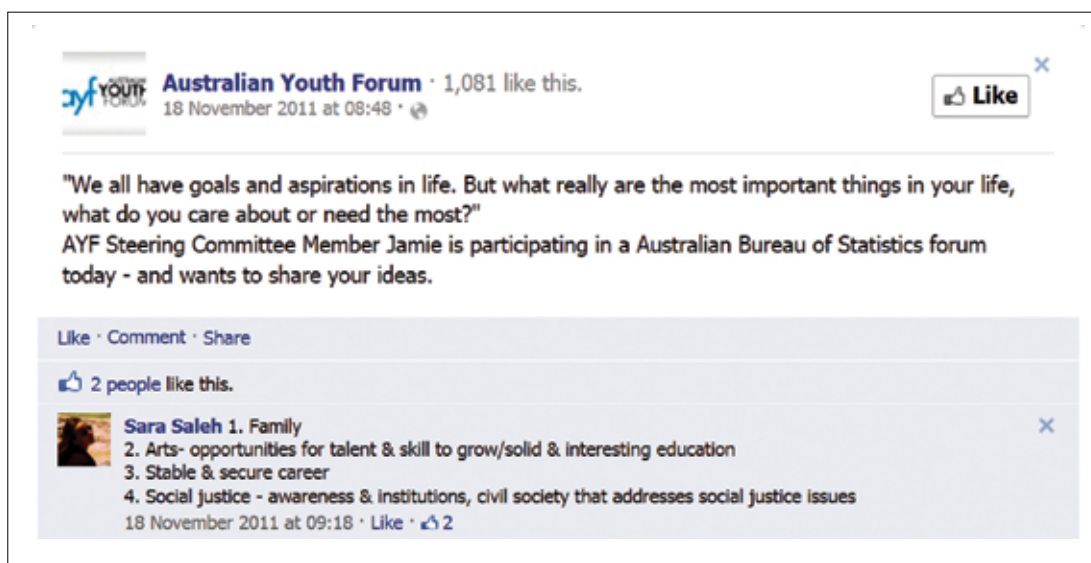 ayf AUSTRALIAN YOUTH FORUM
Australian Youth Forum · 1,081 like this.
18 November 2011 at 08:48 ·
Like
"We all have goals and aspirations in life. But what really are the most important things in your life,
what do you care about or need the most?"
AYF Steering Committee Member Jamie is participating in a Australian Bureau of Statistics forum
today - and wants to share your ideas.
Like · Comment · Share
2 people like this.
Sara Saleh 1. Family
2. Arts- opportunities for talent & skill to grow/solid & interesting education
3. Stable & secure career
4. Social justice - awareness & institutions, civil society that addresses social justice issues
18 November 2011 at 09:18 · Like · 2